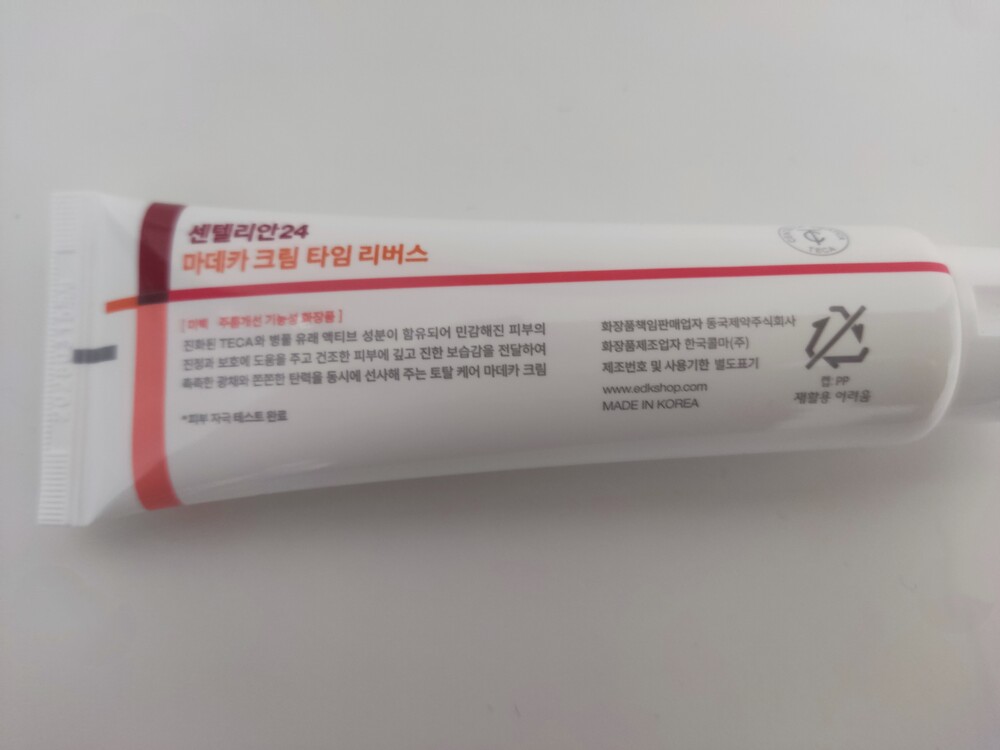 센텔리안24
마데카 크림 타임 리버스
[ 미백 주름개선 기능성 화장품 ]
진화된 TECA와 병풀 유래 액티브 성분이 함유되어 민감해진 피부의
진정과 보호에 도움을 주고 건조한 피부에 깊고 진한 보습감을 전달하여
촉촉한 광채와 쫀쫀한 탄력을 동시에 선사해 주는 토탈 케어 마데카 크림
*피부 자극 테스트 완료
화장품책임판매업자 동국제약주식회사
화장품제조업자 한국콜마(주)
제조번호 및 사용기한 별도표기
www.edkshop.com
MADE IN KOREA
캡: PP
재활용 어려움
TECA